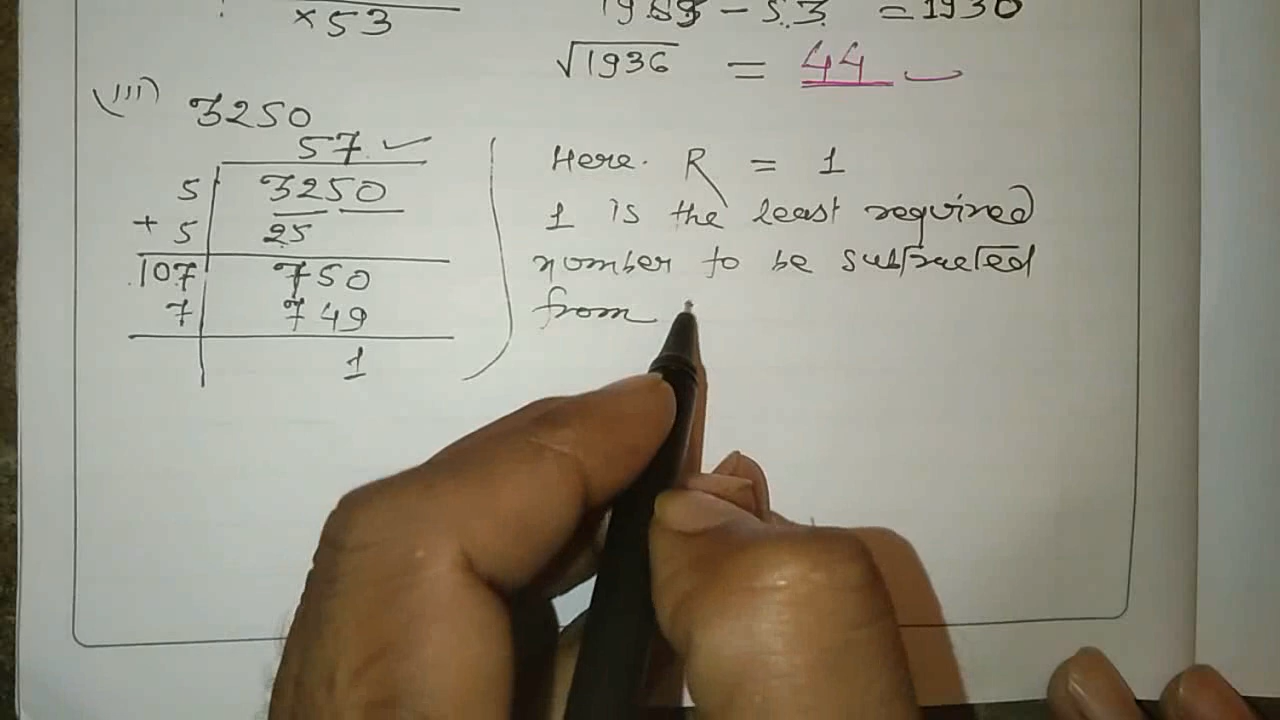 ×53
1989 - 53 = 1936
√1936 = 44
(iii) 3250
57
5 3250
+ 5 25
107 750
7 749
1
Here. R = 1
1 is the least required
number to be subtracted
from